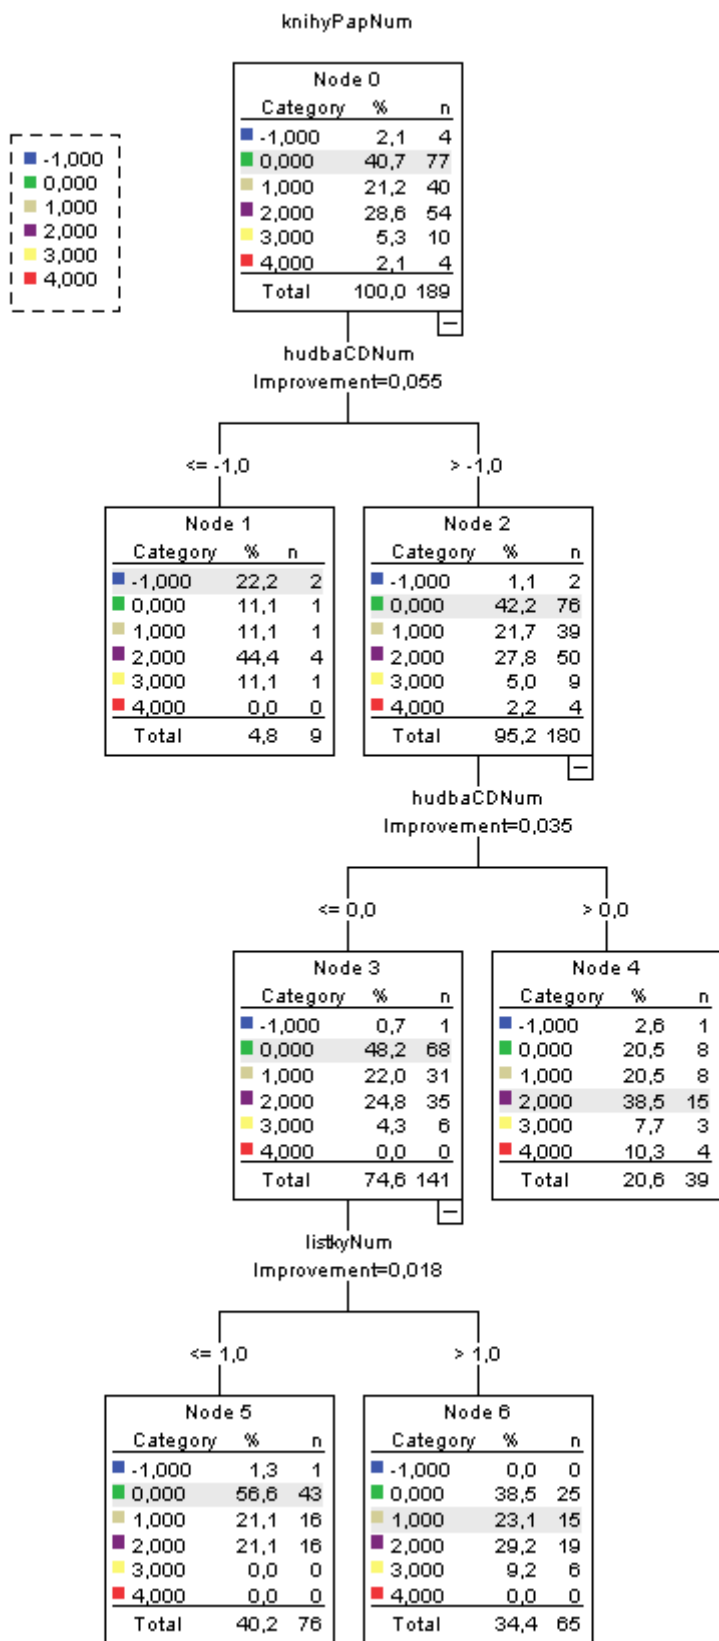 knihyPapNum
-1,000
0,000
1,000
2,000
3,000
4,000
Node 0
Category % n
-1,000 2,1 4
0,000 40,7 77
1,000 21,2 40
2,000 28,6 54
3,000 5,3 10
4,000 2,1 4
Total 100,0 189
hudbaCDNum
Improvement=0,055
<= -1,0
> -1,0
Node 1
Category % n
-1,000 22,2 2
0,000 11,1 1
1,000 11,1 1
2,000 44,4 4
3,000 11,1 1
4,000 0,0 0
Total 4,8 9
Node 2
Category % n
-1,000 1,1 2
0,000 42,2 76
1,000 21,7 39
2,000 27,8 50
3,000 5,0 9
4,000 2,2 4
Total 95,2 180
hudbaCDNum
Improvement=0,035
<= 0,0
> 0,0
Node 3
Category % n
-1,000 0,7 1
0,000 48,2 68
1,000 22,0 31
2,000 24,8 35
3,000 4,3 6
4,000 0,0 0
Total 74,6 141
Node 4
Category % n
-1,000 2,6 1
0,000 20,5 8
1,000 20,5 8
2,000 38,5 15
3,000 7,7 3
4,000 10,3 4
Total 20,6 39
listkyNum
Improvement=0,018
<= 1,0
> 1,0
Node 5
Category % n
-1,000 1,3 1
0,000 56,6 43
1,000 21,1 16
2,000 21,1 16
3,000 0,0 0
4,000 0,0 0
Total 40,2 76
Node 6
Category % n
-1,000 0,0 0
0,000 38,5 25
1,000 23,1 15
2,000 29,2 19
3,000 9,2 6
4,000 0,0 0
Total 34,4 65